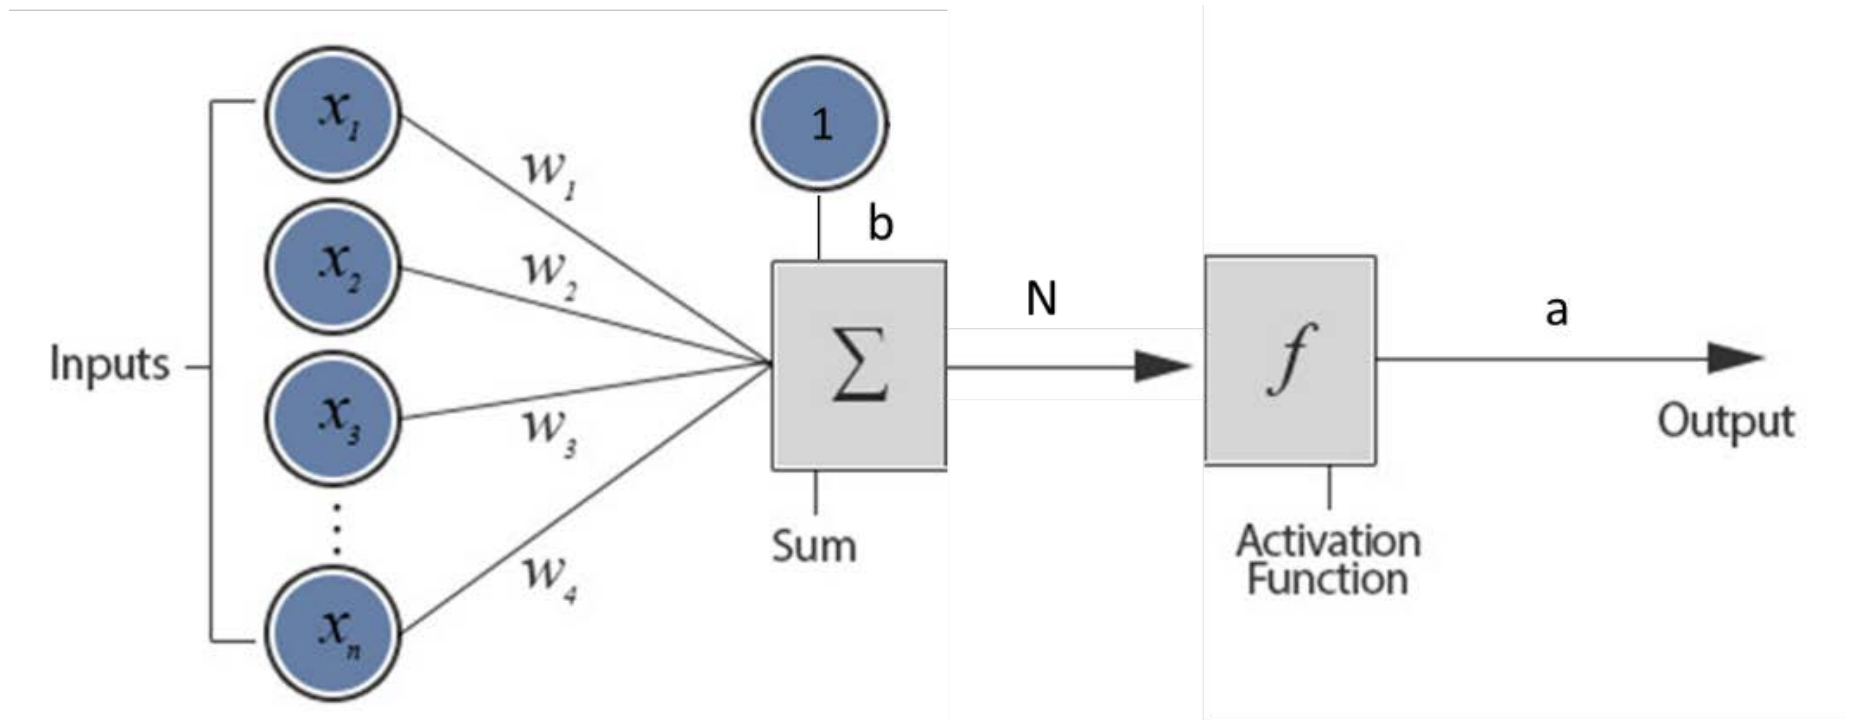 Inputs
x1
x2
x3
xn
w1
w2
w3
w4
1
b
∑
Sum
N
f
Activation
Function
a
Output